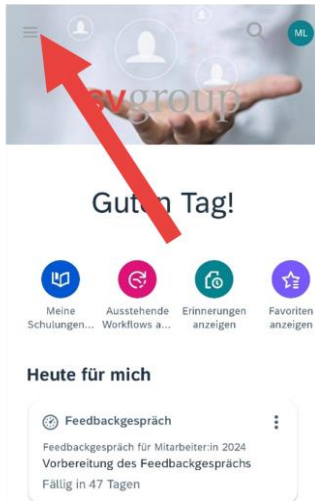 ML
svgroup
Guten Tag!
Meine Schulungen...
Ausstehende Workflows a...
Erinnerungen anzeigen
Favoriten anzeigen
Heute für mich
Feedbackgespräch
Feedbackgespräch für Mitarbeiter:in 2024
Vorbereitung des Feedbackgesprächs
Fällig in 47 Tagen